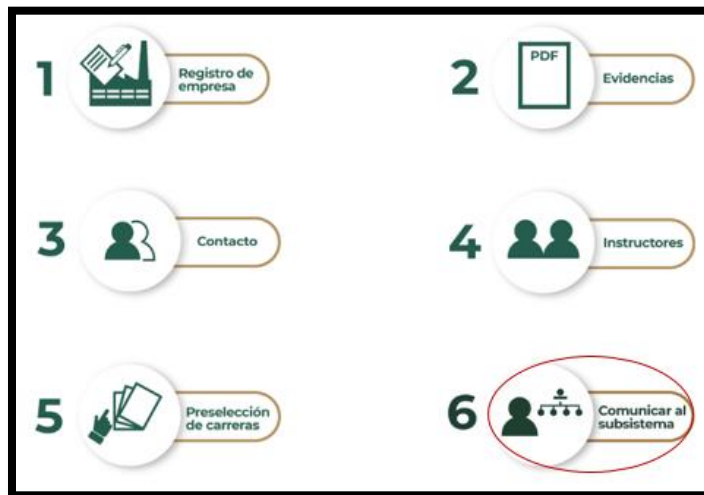 1
Registro de
empresa
2
PDF
Evidencias
3
Contacto
4
Instructores
5
Preselección
de carreras
6
Comunicar al
subsistema